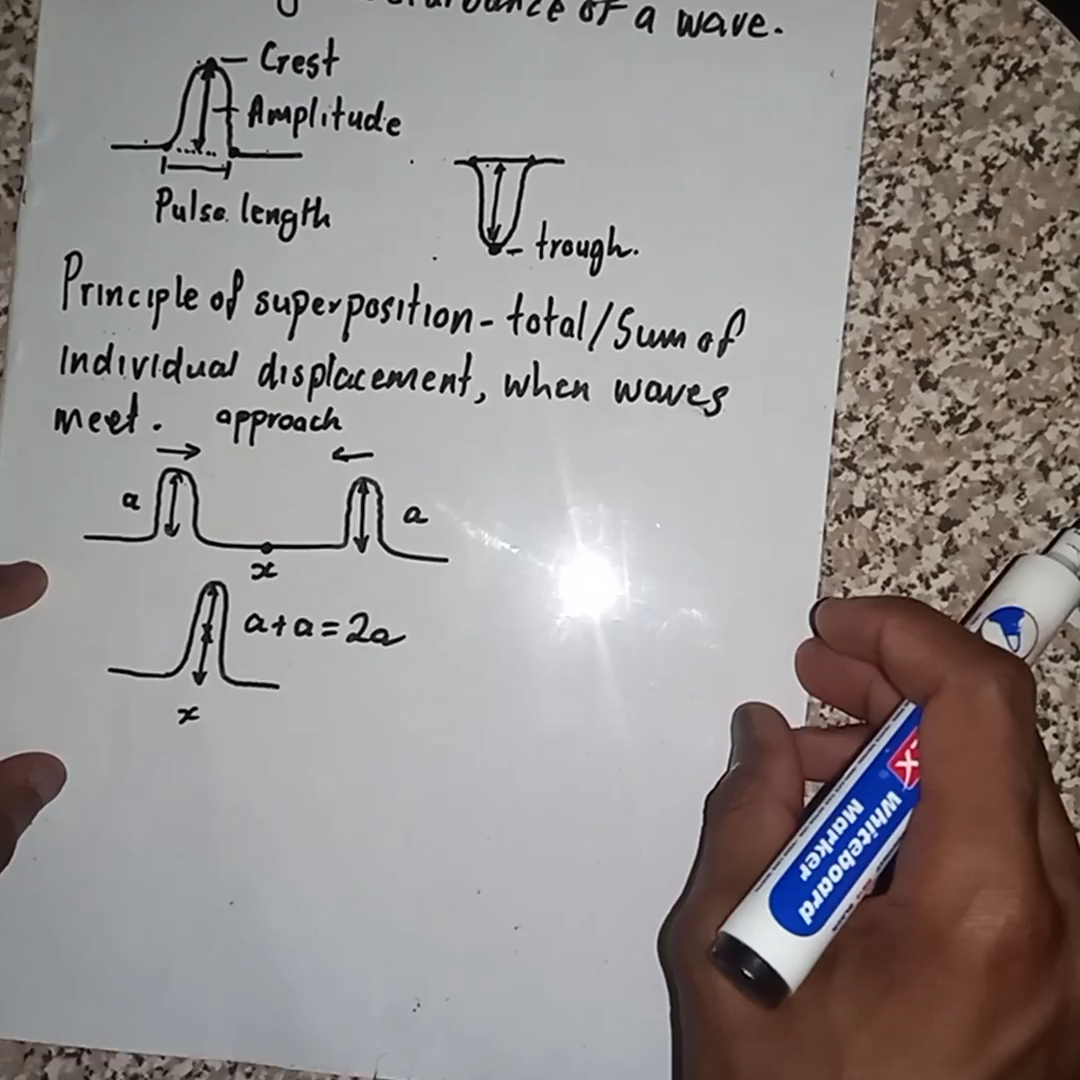 of a wave.
Crest
Amplitude
Pulse length
trough.
Principle of superposition - total/Sum of
individual displacement, when waves
meet. approach
a
a
x
a+a=2a
x
X
Whiteboard
Marker